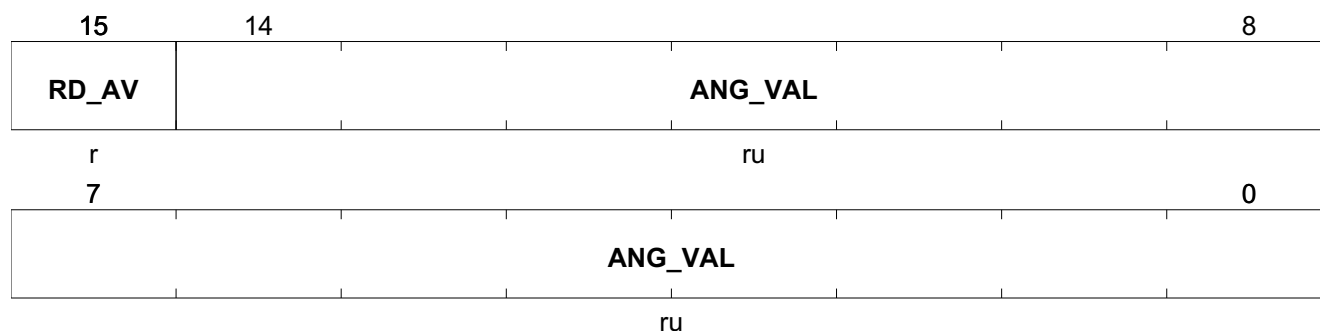 15 14 8
RD_AV ANG_VAL
r ru
7 0
ANG_VAL
ru